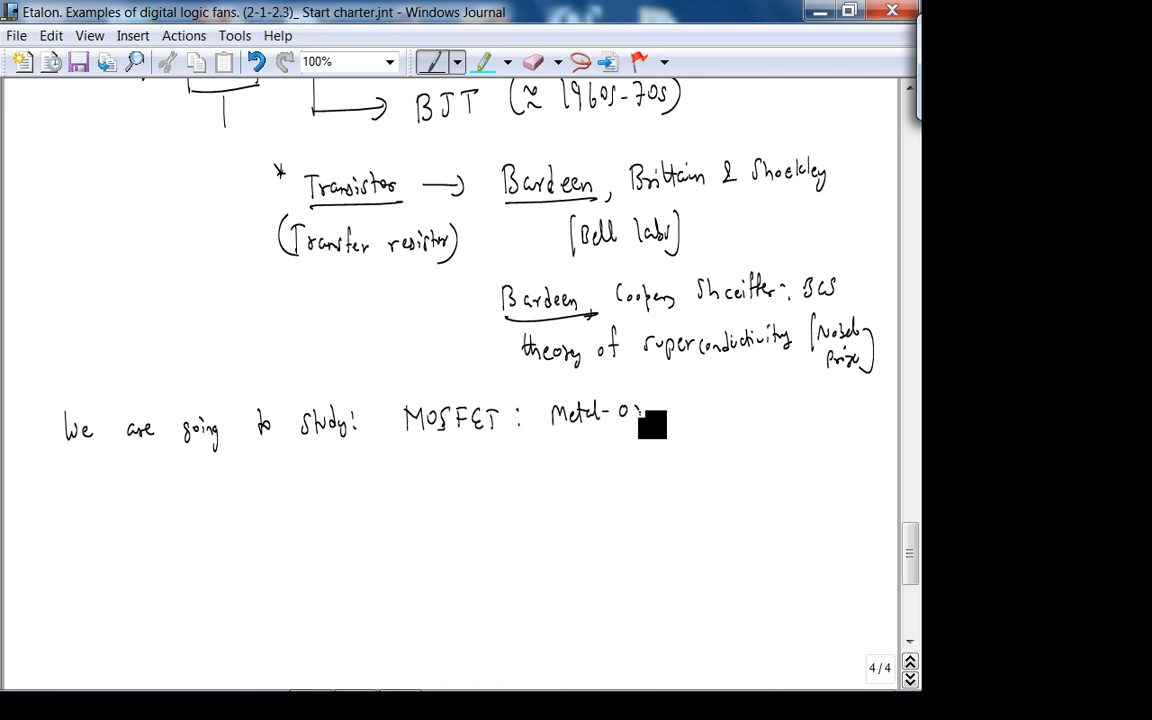 Etalon. Examples of digital logic fans. (2-1-2.3)_ Start charter.jnt - Windows Journal
File Edit View Insert Actions Tools Help
100%
BJT (≈ 1960s-70s)
* Transistor → Bardeen, Brittain & Shockley
(Transfer resistor) [Bell labs]
Bardeen, Cooper, Shceiffer: BCS
theory of superconductivity [Nobel
Prize]
We are going to study: MOSFET : Metal-ox
4 / 4